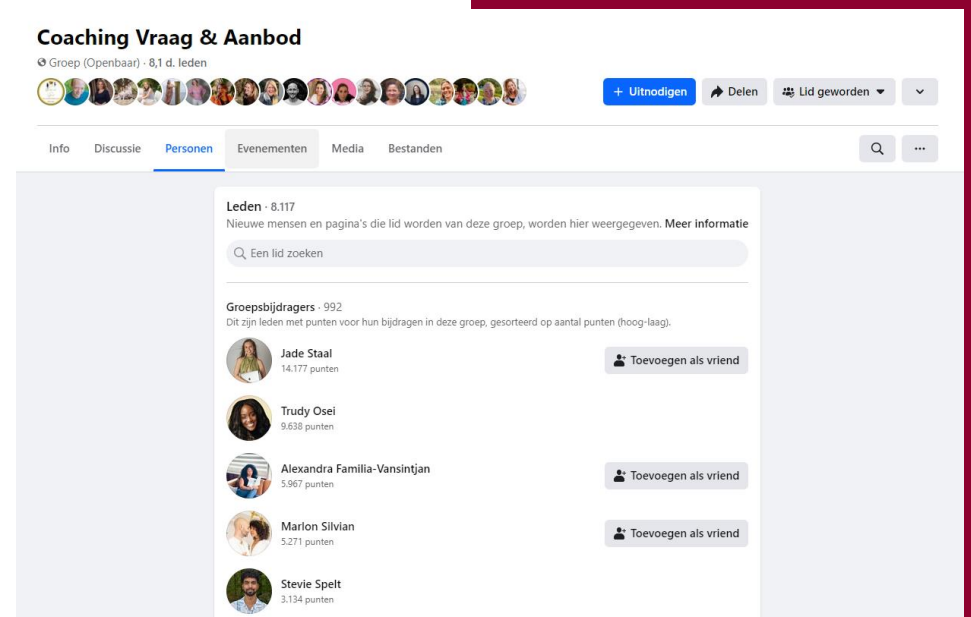 Coaching Vraag & Aanbod
Groep (Openbaar) · 8,1 d. leden
+ Uitnodigen
Delen
Lid geworden
Info Discussie Personen Evenementen Media Bestanden
Leden · 8.117
Nieuwe mensen en pagina's die lid worden van deze groep, worden hier weergegeven. Meer informatie
Een lid zoeken
Groepsbijdragers · 992
Dit zijn leden met punten voor hun bijdragen in deze groep, gesorteerd op aantal punten (hoog-laag).
Jade Staal
14.177 punten
Toevoegen als vriend
Trudy Osei
9.638 punten
Alexandra Familia-Vansintjan
5.967 punten
Toevoegen als vriend
Marlon Silvian
5.271 punten
Toevoegen als vriend
Stevie Spelt
3.134 punten